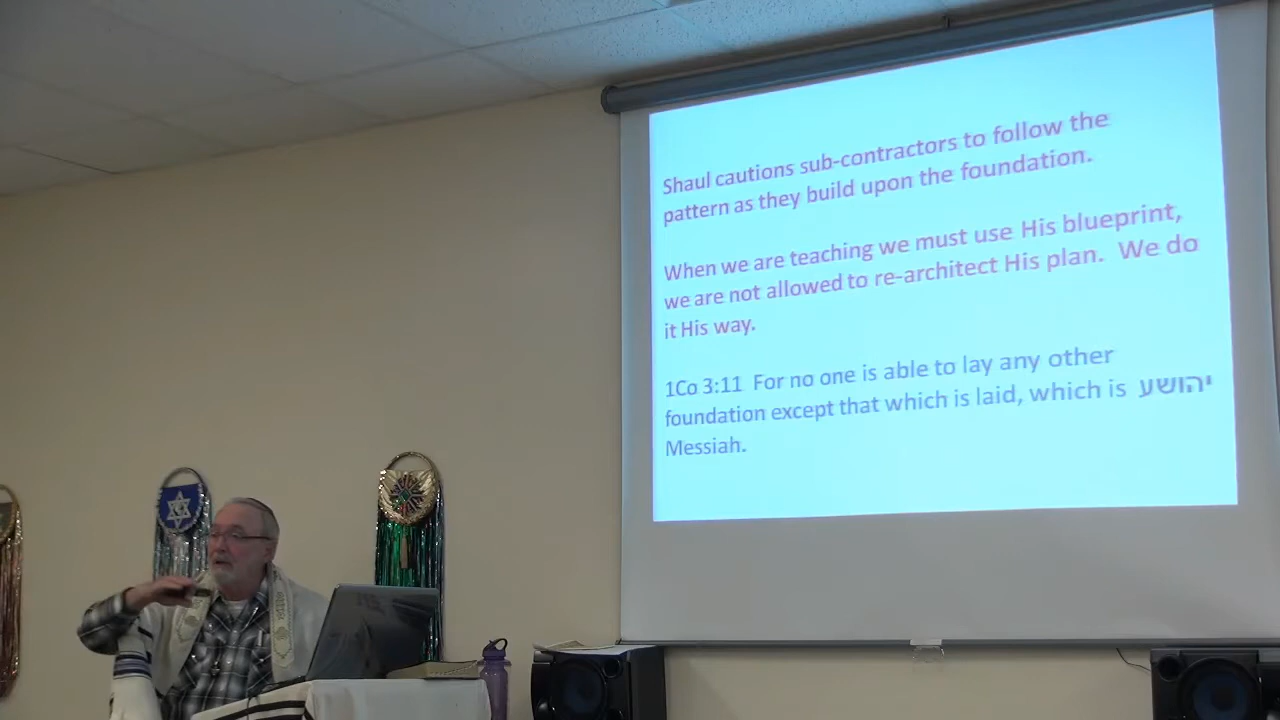 Shaul cautions sub-contractors to follow the
pattern as they build upon the foundation.
When we are teaching we must use His blueprint,
we are not allowed to re-architect His plan. We do
it His way.
1Co 3:11 For no one is able to lay any other
foundation except that which is laid, which is יהושע
Messiah.